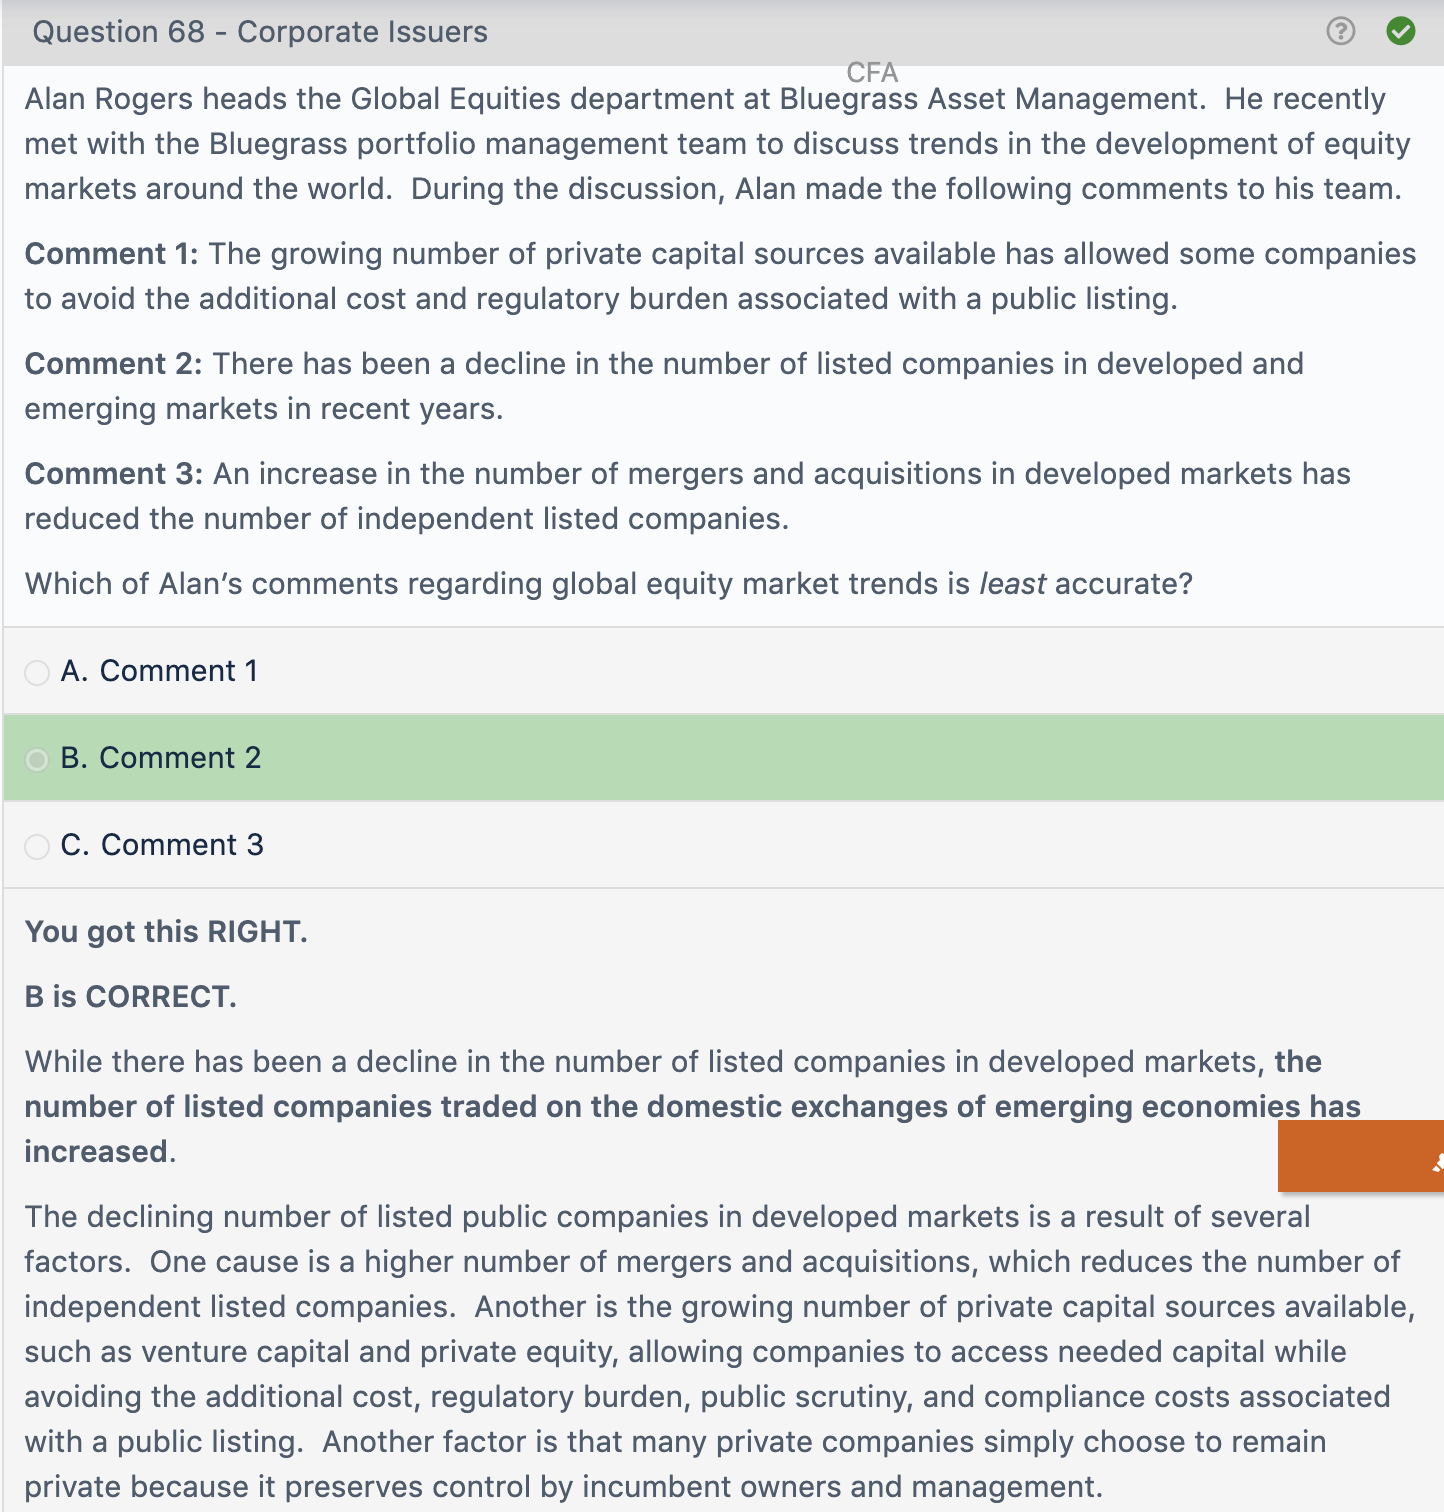 Question 68 - Corporate Issuers
CFA
Alan Rogers heads the Global Equities department at Bluegrass Asset Management. He recently
met with the Bluegrass portfolio management team to discuss trends in the development of equity
markets around the world. During the discussion, Alan made the following comments to his team.
Comment 1: The growing number of private capital sources available has allowed some companies
to avoid the additional cost and regulatory burden associated with a public listing.
Comment 2: There has been a decline in the number of listed companies in developed and
emerging markets in recent years.
Comment 3: An increase in the number of mergers and acquisitions in developed markets has
reduced the number of independent listed companies.
Which of Alan’s comments regarding global equity market trends is least accurate?
A. Comment 1
B. Comment 2
C. Comment 3
You got this RIGHT.
B is CORRECT.
While there has been a decline in the number of listed companies in developed markets, the
number of listed companies traded on the domestic exchanges of emerging economies has
increased.
The declining number of listed public companies in developed markets is a result of several
factors. One cause is a higher number of mergers and acquisitions, which reduces the number of
independent listed companies. Another is the growing number of private capital sources available,
such as venture capital and private equity, allowing companies to access needed capital while
avoiding the additional cost, regulatory burden, public scrutiny, and compliance costs associated
with a public listing. Another factor is that many private companies simply choose to remain
private because it preserves control by incumbent owners and management.